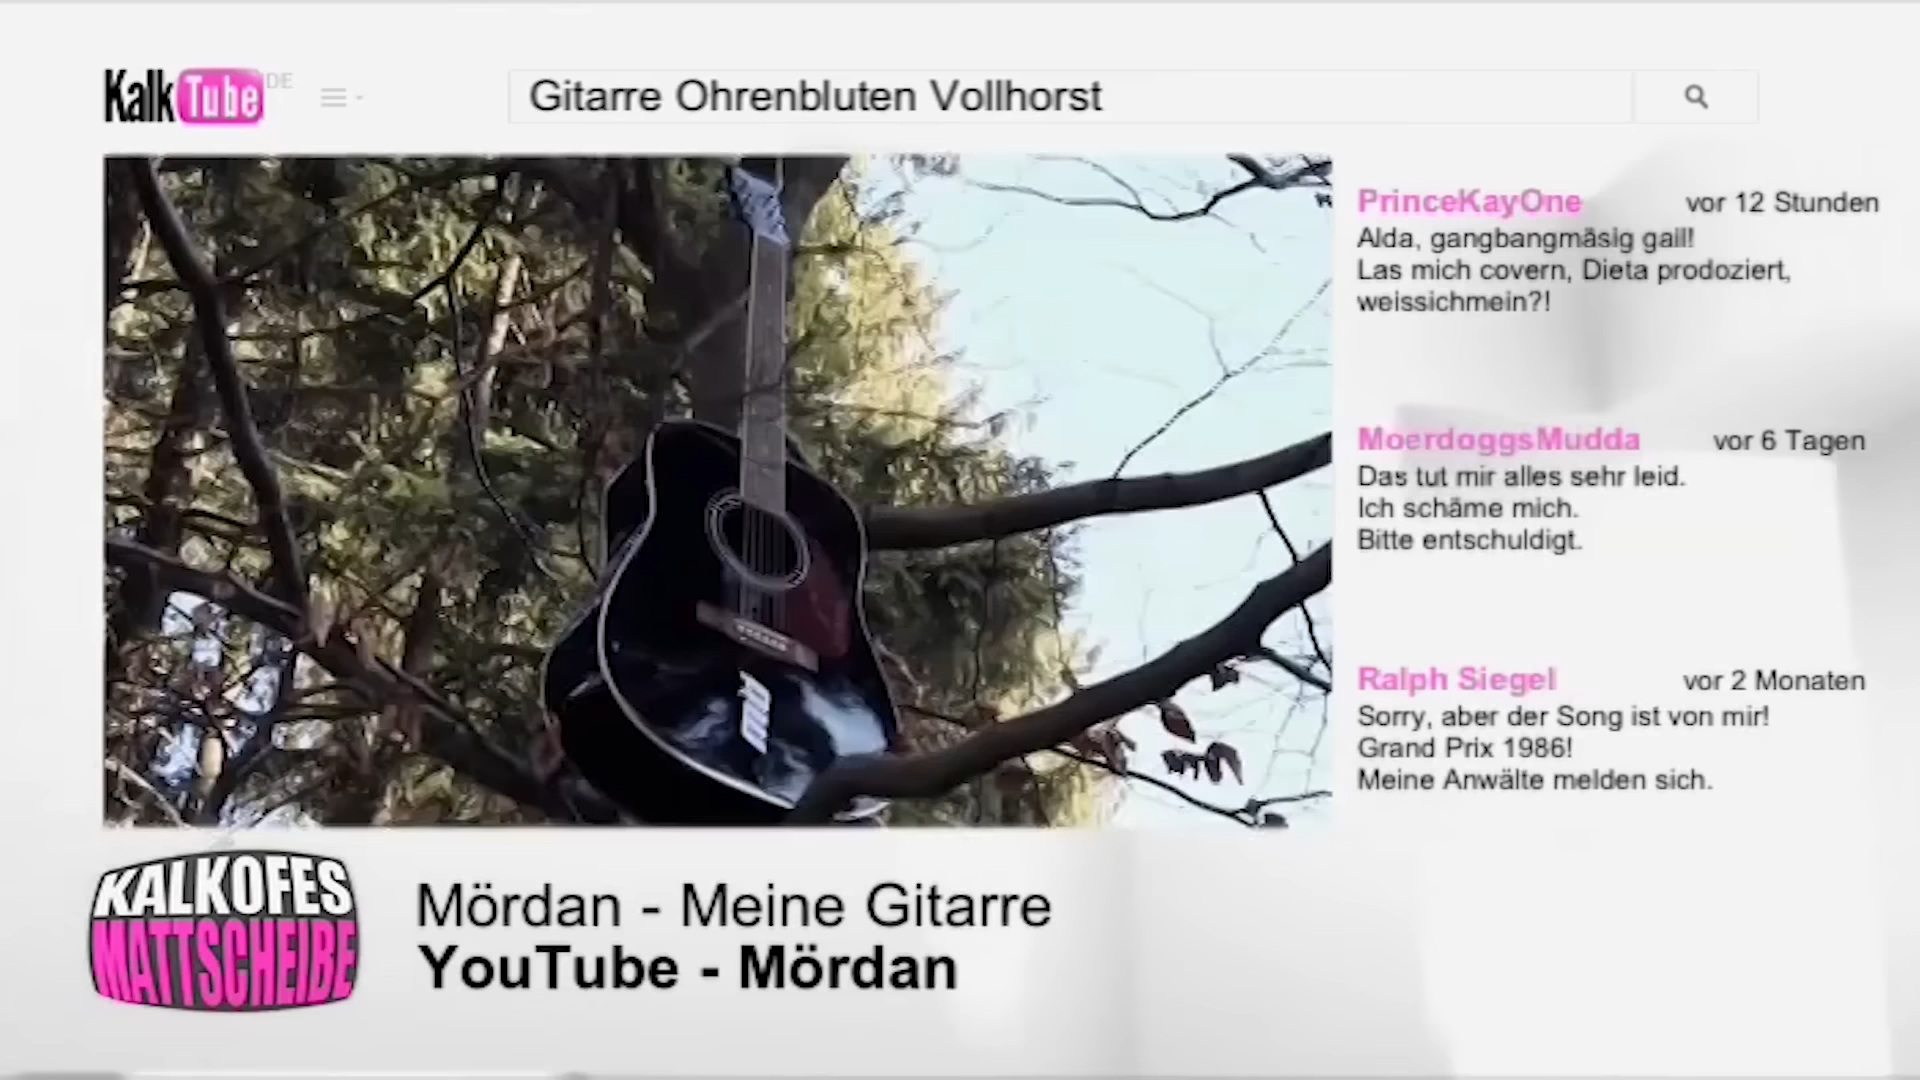 KalkTube DE
Gitarre Ohrenbluten Vollhorst
PrinceKayOne vor 12 Stunden
Alda, gangbangmäsig gail!
Las mich covern, Dieta prodoziert,
weissichmein?!
MoerdoggsMudda vor 6 Tagen
Das tut mir alles sehr leid.
Ich schäme mich.
Bitte entschuldigt.
Ralph Siegel vor 2 Monaten
Sorry, aber der Song ist von mir!
Grand Prix 1986!
Meine Anwälte melden sich.
KALKOFES
MATTSCHEIBE
Mördan - Meine Gitarre
YouTube - Mördan